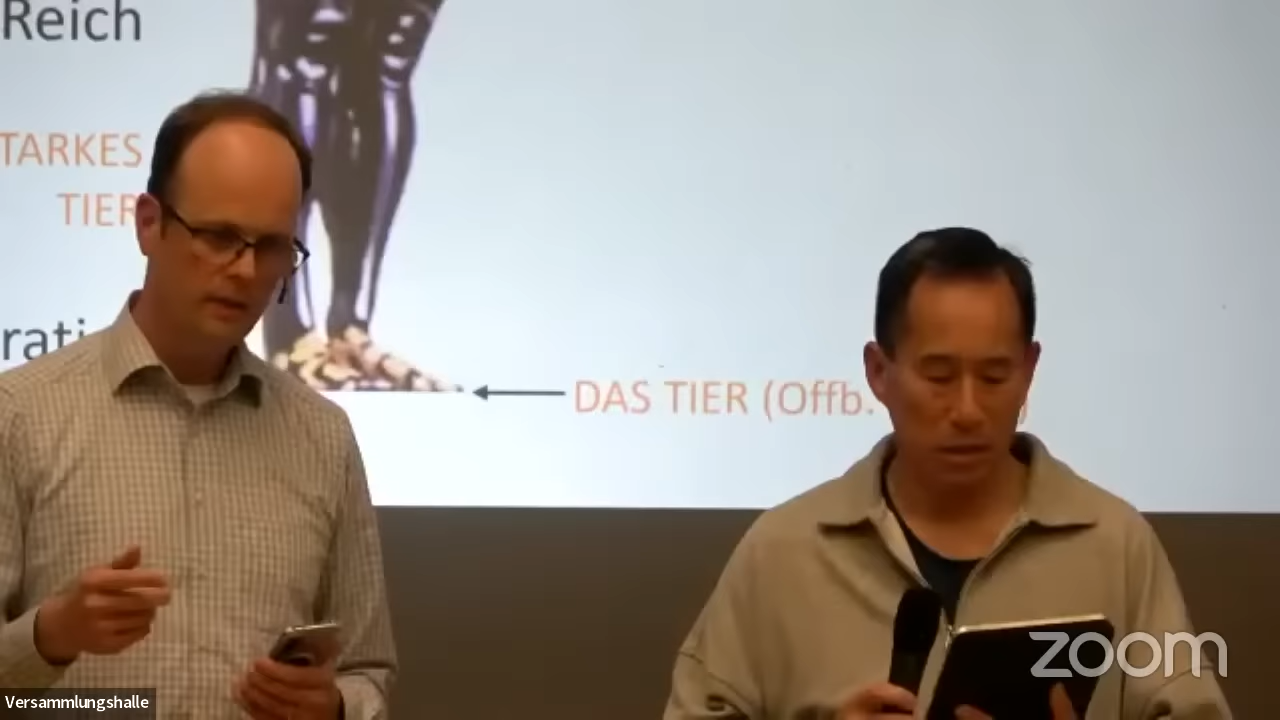 Reich
TARKES
TIER
rati
DAS TIER (Offb.
zoom
Versammlungshalle